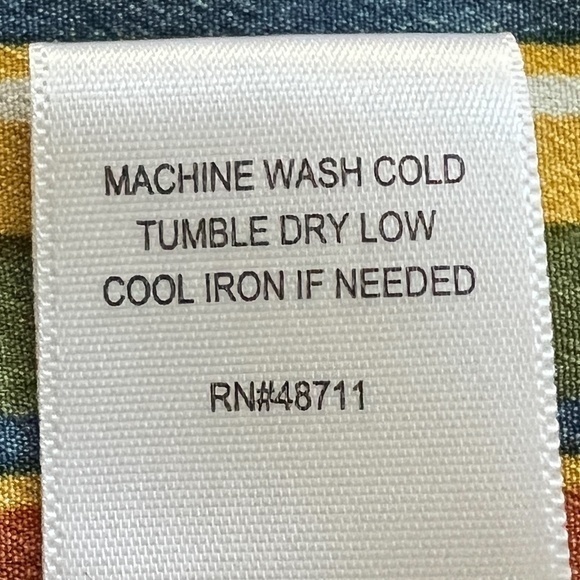 MACHINE WASH COLD
TUMBLE DRY LOW
COOL IRON IF NEEDED
RN#48711